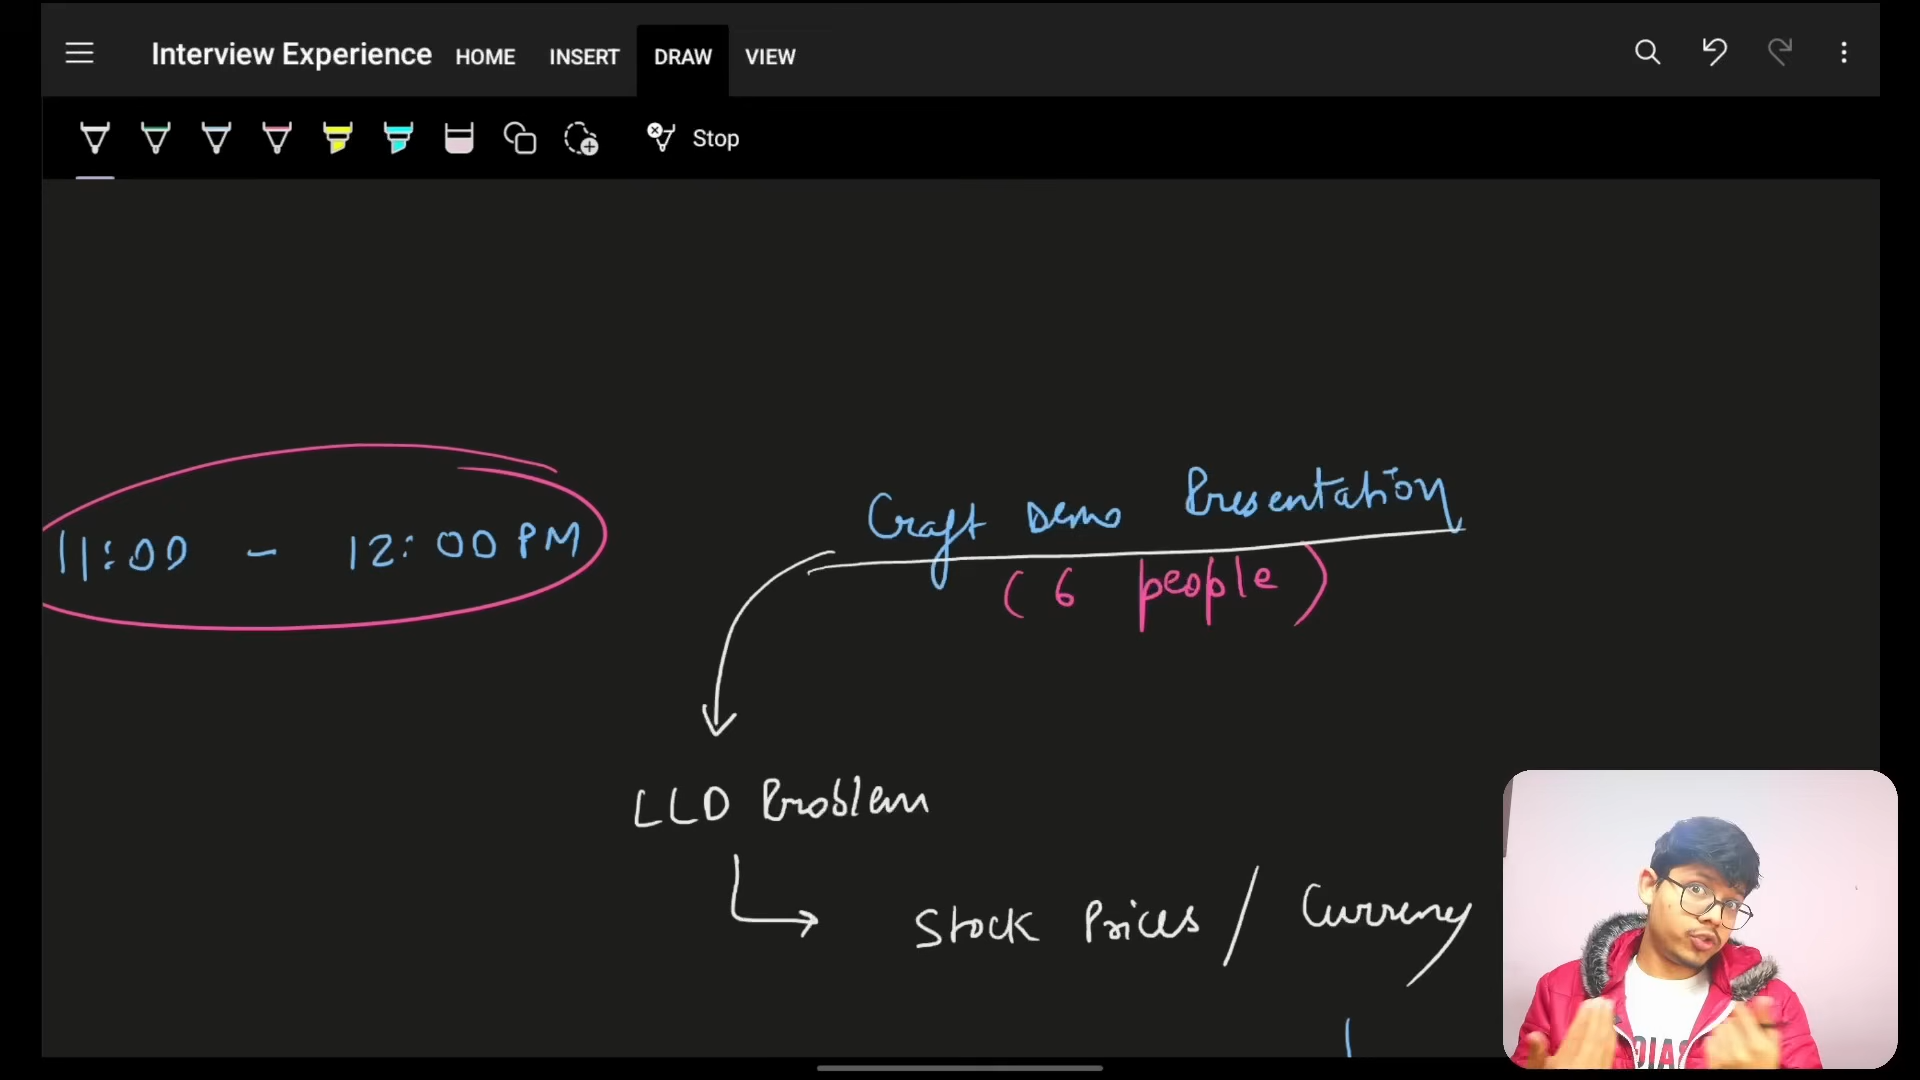 Interview Experience HOME INSERT DRAW VIEW
Stop
11:00 - 12:00 PM
Craft Demo Presentation
(6 people)
LLD Problem
Stock Prices / Currency